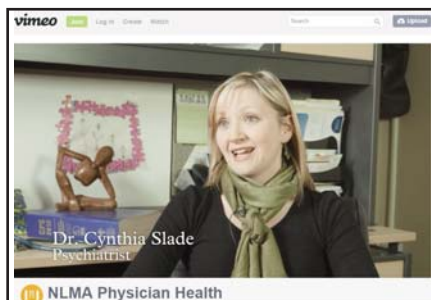 vimeo Join Log in Create Watch Search Upload
Dr. Cynthia Slade
Psychiatrist
NLMA Physician Health